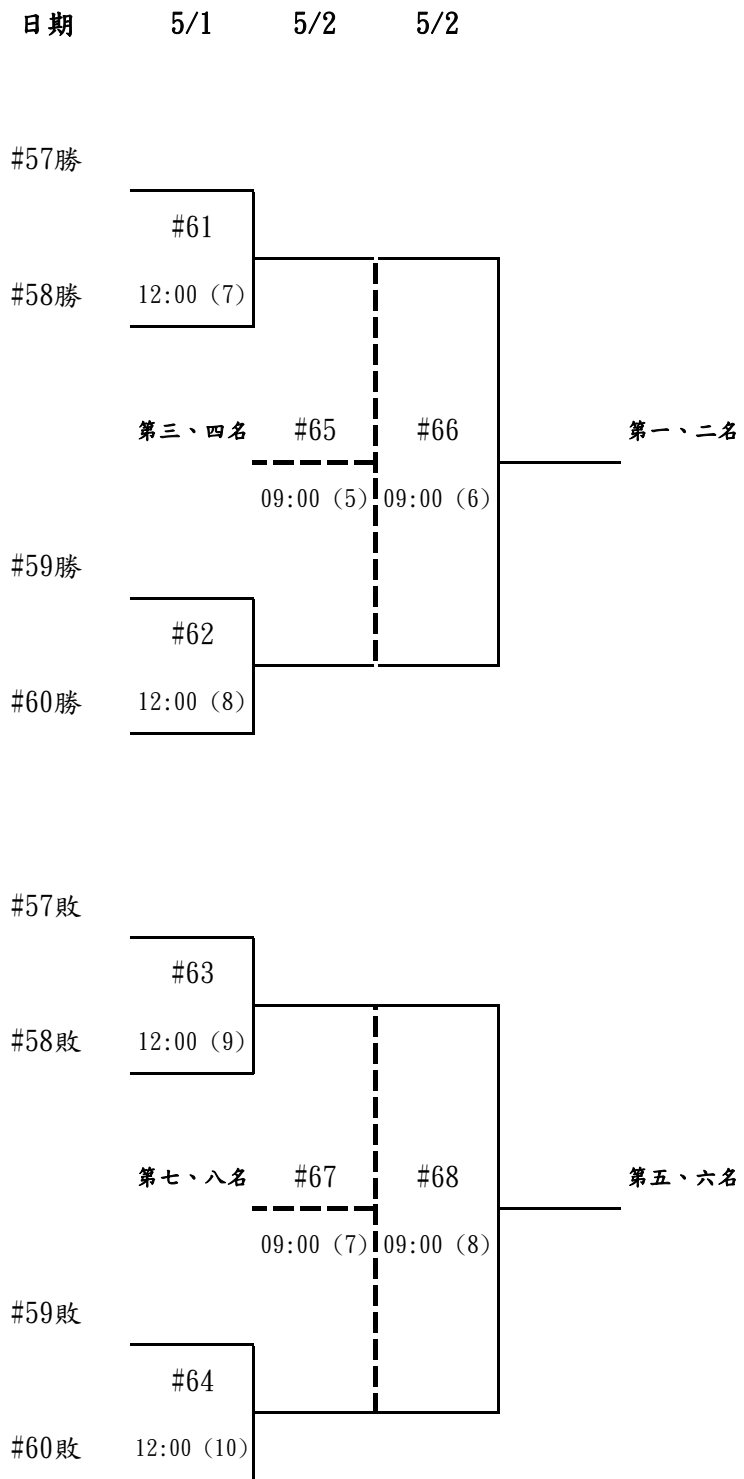 日期 5/1 5/2 5/2
#57勝
#61
#58勝 12:00 (7)
第三、四名 #65 #66 第一、二名
09:00 (5) 09:00 (6)
#59勝
#62
#60勝 12:00 (8)
#57敗
#63
#58敗 12:00 (9)
第七、八名 #67 #68 第五、六名
09:00 (7) 09:00 (8)
#59敗
#64
#60敗 12:00 (10)